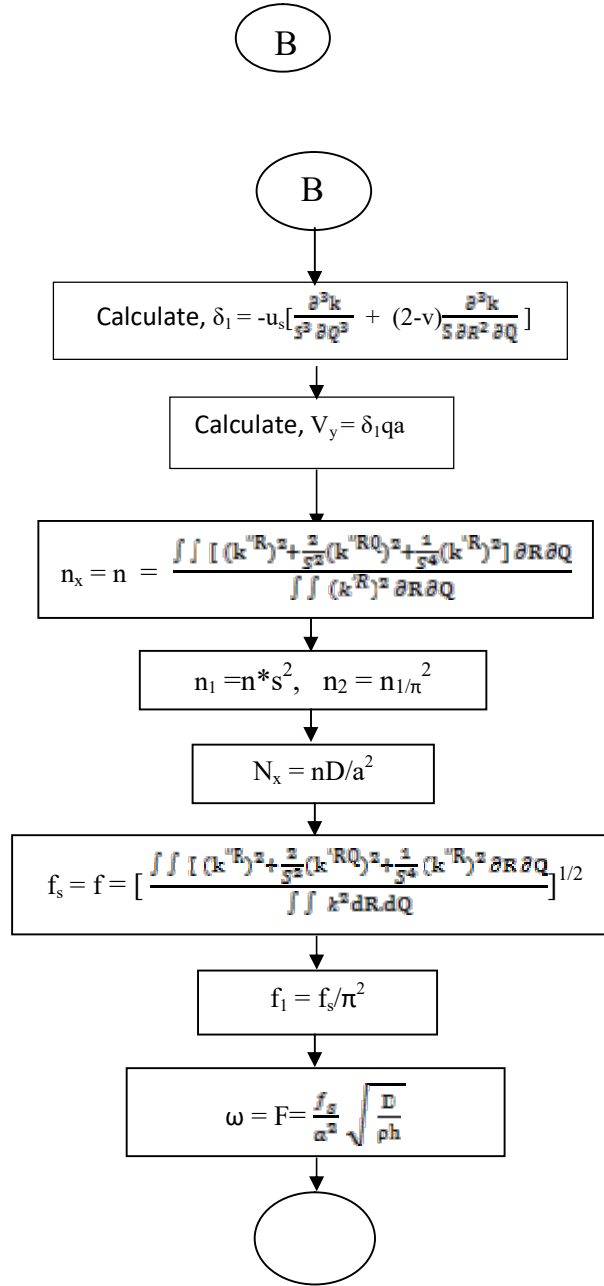 B
B
Calculate, δ₁ = -uₛ[∂³k/S³ ∂Q³ + (2-v)∂³k/S ∂R² ∂Q ]
Calculate, Vᵧ = δ₁qa
nₓ = n = ∫ ∫ [ (k''ᴿ)²+2/S²(k''ᴿQ)²+1/S⁴(k''ᴿ)²] ∂R ∂Q / ∫ ∫ (k'ᴿ)² ∂R∂Q
n₁ =n*s², n₂ = n₁/π²
Nₓ = nD/a²
fₛ = f = [ ∫ ∫ [ (k''ᴿ)²+2/S²(k''ᴿQ)²+1/S⁴(k''ᴿ)² ∂R ∂Q / ∫ ∫ k² dR.dQ ]^1/2
f₁ = fₛ/π²
ω = F= fₛ/a² √D/ρh